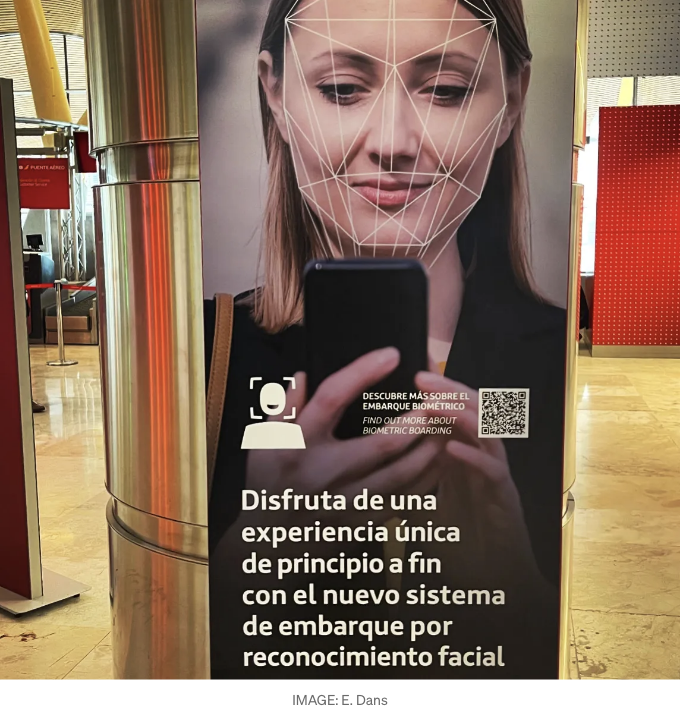 PUENTE AÉREO
DESCUBRE MÁS SOBRE EL
EMBARQUE BIOMÉTRICO
FIND OUT MORE ABOUT
BIOMETRIC BOARDING
Disfruta de una
experiencia única
de principio a fin
con el nuevo sistema
de embarque por
reconocimiento facial
IMAGE: E. Dans